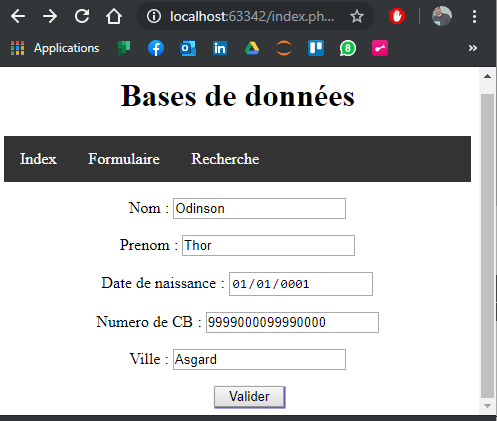 localhost:63342/index.ph...
Applications
8
Bases de données
Index Formulaire Recherche
Nom : Odinson
Prenom : Thor
Date de naissance : 01/01/0001
Numero de CB : 9999000099990000
Ville : Asgard
Valider